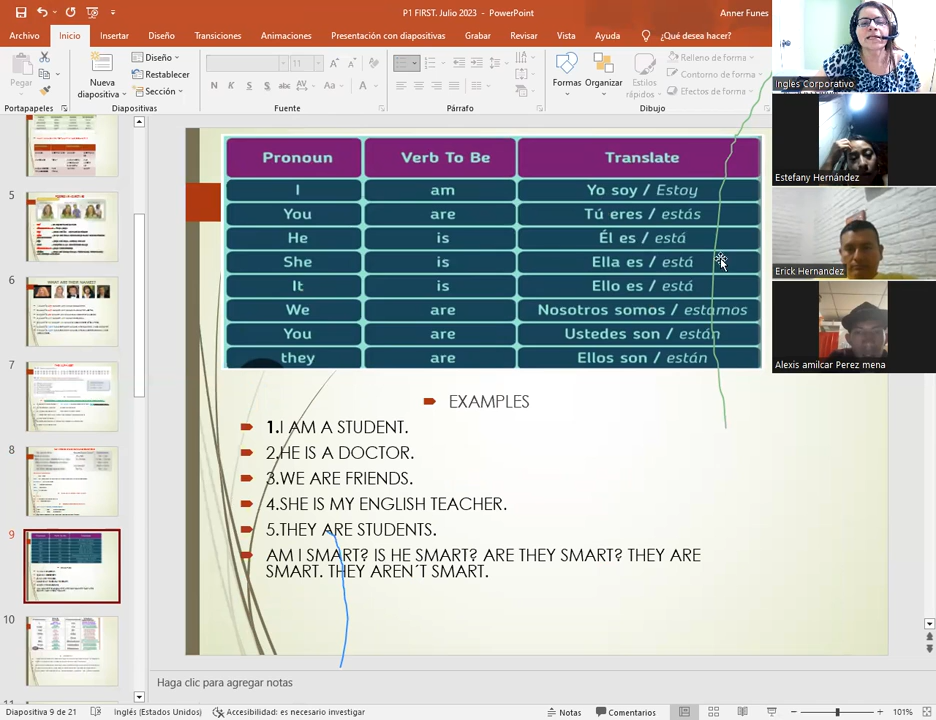 P1 FIRST. Julio 2023 - PowerPoint
Anner Funes
Archivo Inicio Insertar Diseño Transiciones Animaciones Presentación con diapositivas Grabar Revisar Vista Ayuda ¿Qué desea hacer?
Pegar
Nueva diapositiva
Diseño
Restablecer
Sección
11
N K S abc AV Aa A
Formas Organizar Estilos rápidos
Relleno de forma
Contorno de forma
Efectos de forma
Portapapeles Diapositivas Fuente Párrafo Dibujo
Ingles Corporativo
Estefany Hernández
Erick Hernandez
Alexis amilcar Perez mena
5
6
7
8
9
10
Pronoun Verb To Be Translate
I am Yo soy / Estoy
You are Tú eres / estás
He is Él es / está
She is Ella es / está
It is Ello es / está
We are Nosotros somos / estamos
You are Ustedes son / están
they are Ellos son / están
EXAMPLES
1.I AM A STUDENT.
2.HE IS A DOCTOR.
3.WE ARE FRIENDS.
4.SHE IS MY ENGLISH TEACHER.
5.THEY ARE STUDENTS.
AM I SMART? IS HE SMART? ARE THEY SMART? THEY ARE
SMART. THEY AREN´T SMART.
Haga clic para agregar notas
Diapositiva 9 de 21 Inglés (Estados Unidos) Accesibilidad: es necesario investigar Notas Comentarios 101%